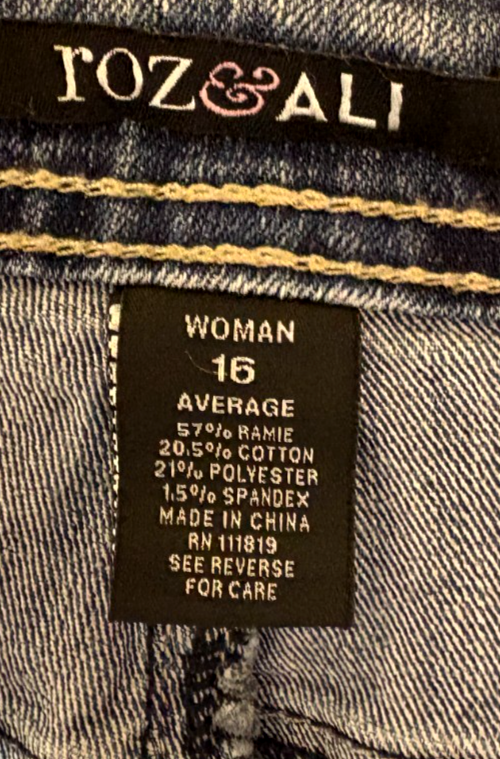 roz&ALI
WOMAN
16
AVERAGE
57% RAMIE
20.5% COTTON
21% POLYESTER
1.5% SPANDEX
MADE IN CHINA
RN 111819
SEE REVERSE
FOR CARE